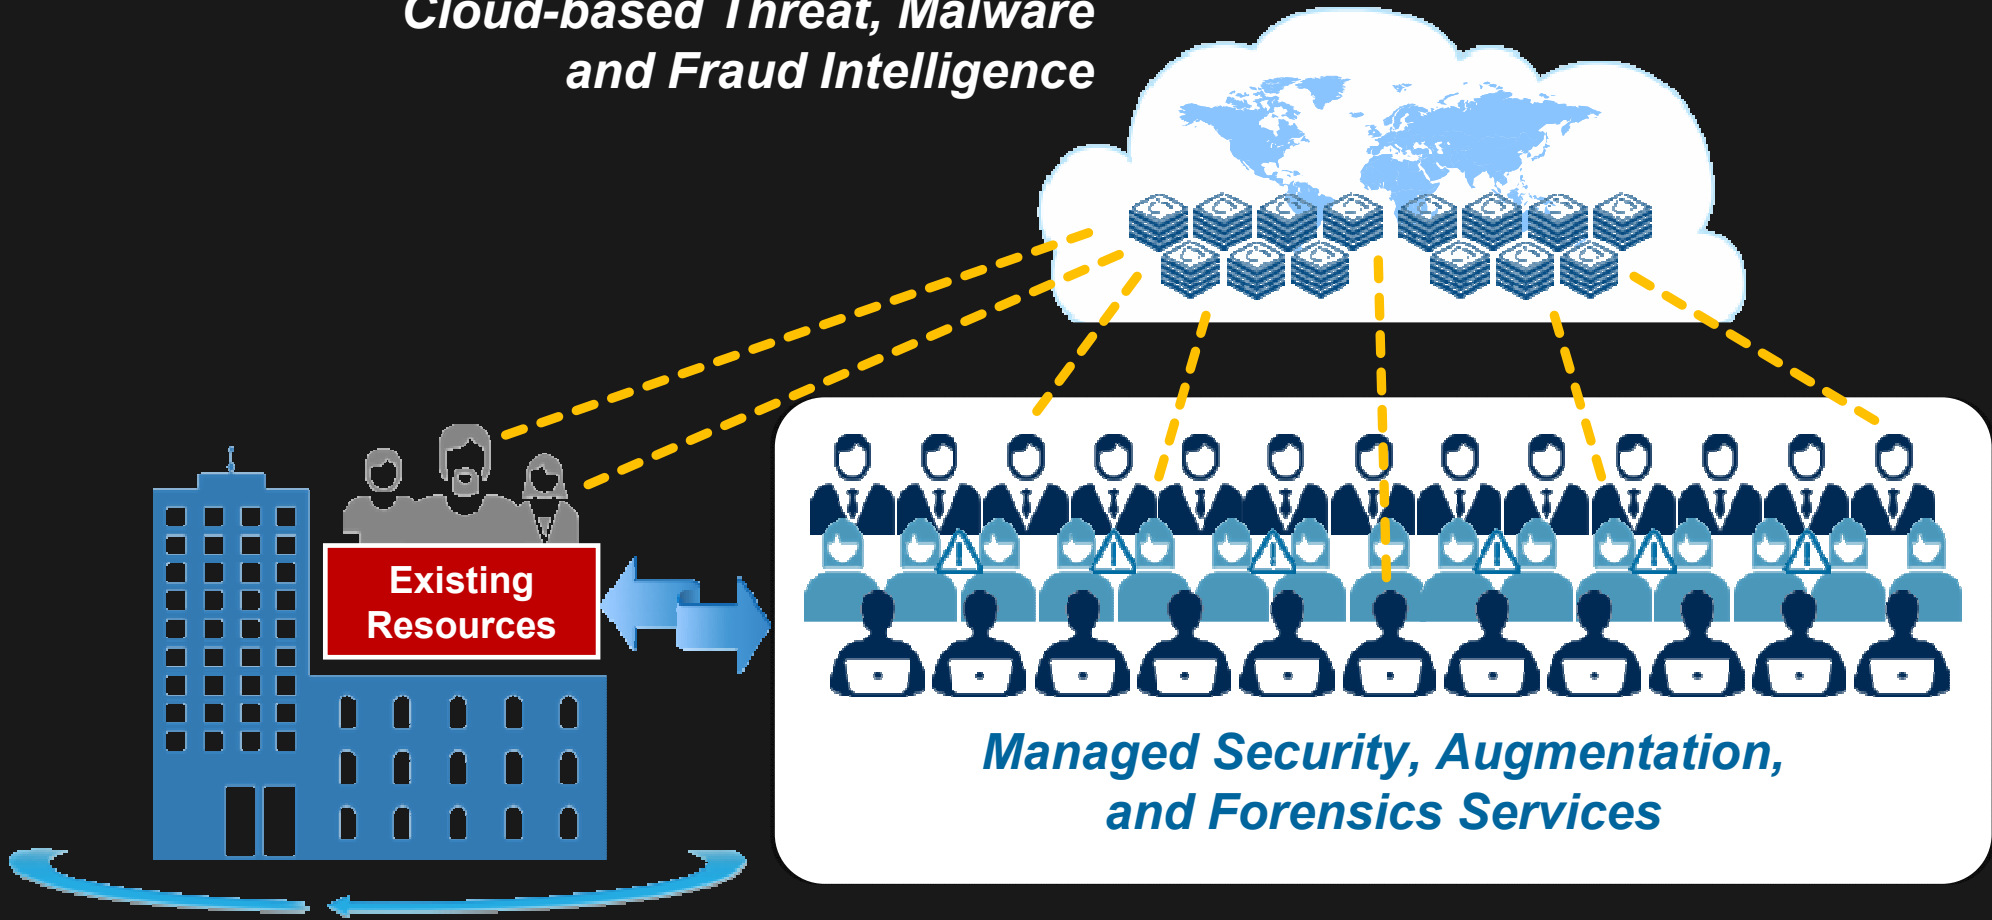 Cloud-based Threat, Malware
and Fraud Intelligence
Existing
Resources
Managed Security, Augmentation,
and Forensics Services